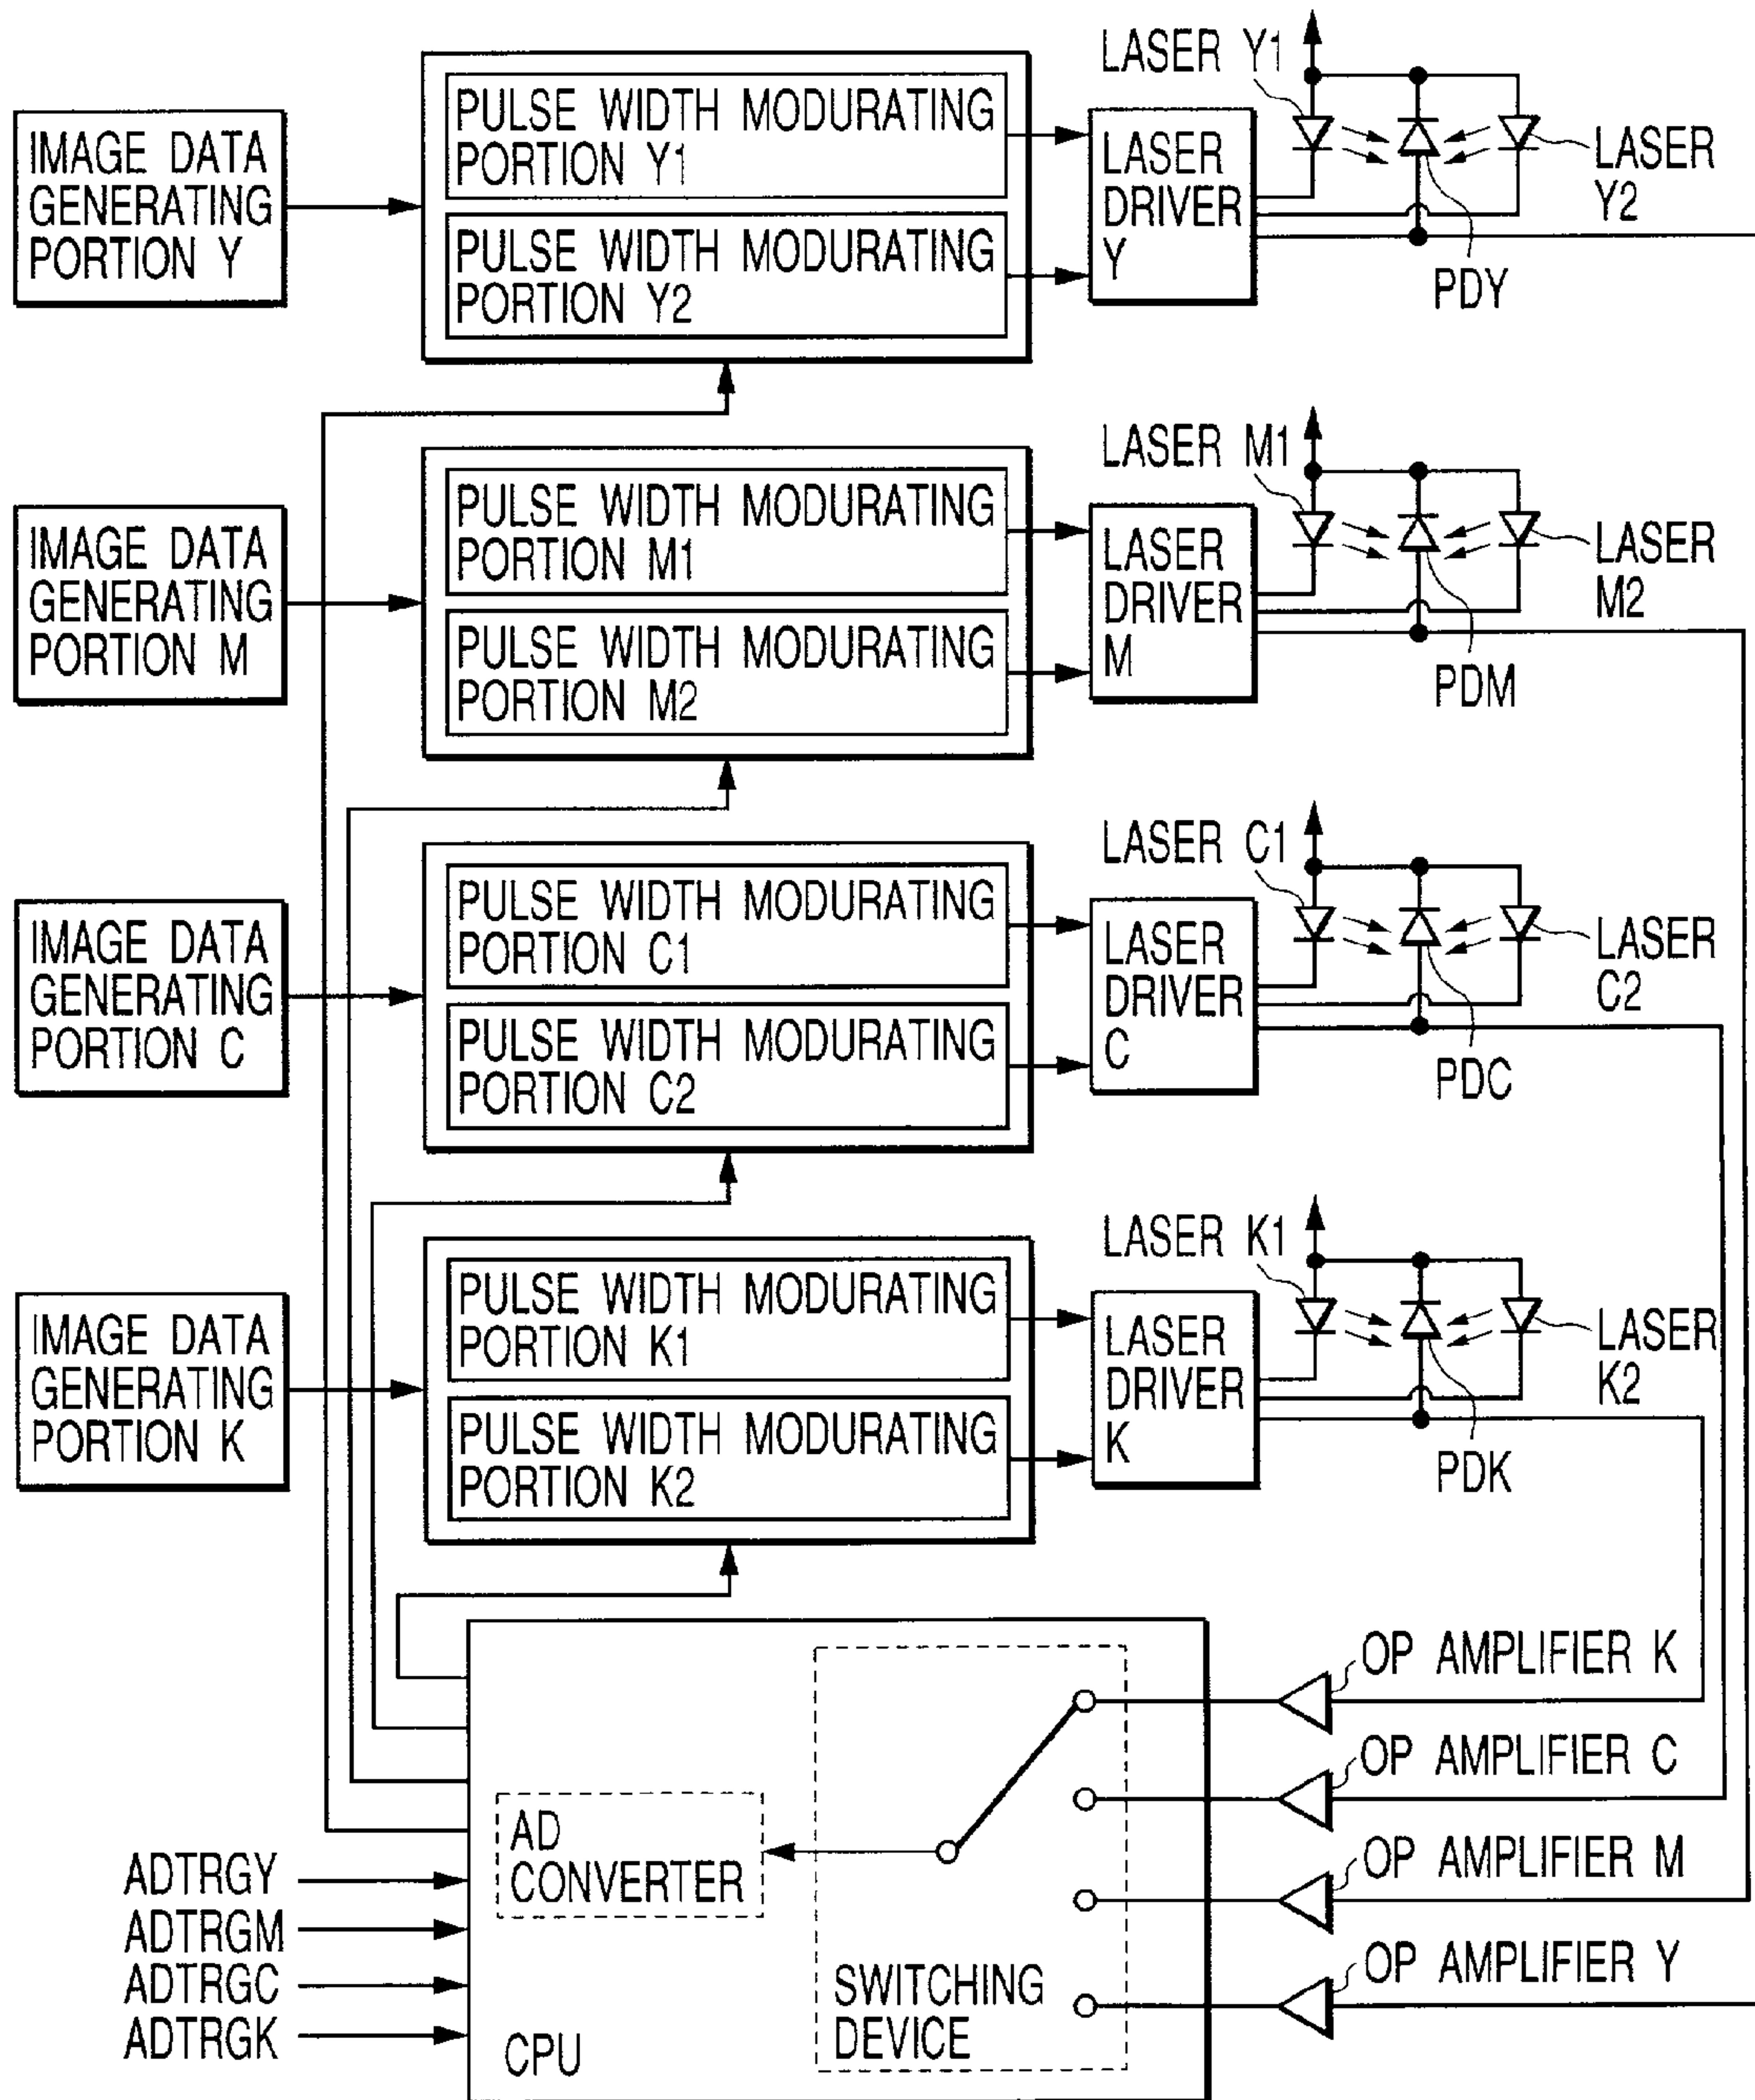 IMAGE DATA
GENERATING
PORTION Y
PULSE WIDTH MODURATING
PORTION Y1
PULSE WIDTH MODURATING
PORTION Y2
LASER
DRIVER
Y
LASER Y1
LASER
Y2
PDY
IMAGE DATA
GENERATING
PORTION M
PULSE WIDTH MODURATING
PORTION M1
PULSE WIDTH MODURATING
PORTION M2
LASER
DRIVER
M
LASER M1
LASER
M2
PDM
IMAGE DATA
GENERATING
PORTION C
PULSE WIDTH MODURATING
PORTION C1
PULSE WIDTH MODURATING
PORTION C2
LASER
DRIVER
C
LASER C1
LASER
C2
PDC
IMAGE DATA
GENERATING
PORTION K
PULSE WIDTH MODURATING
PORTION K1
PULSE WIDTH MODURATING
PORTION K2
LASER
DRIVER
K
LASER K1
LASER
K2
PDK
OP AMPLIFIER K
OP AMPLIFIER C
OP AMPLIFIER M
OP AMPLIFIER Y
AD
CONVERTER
SWITCHING
DEVICE
CPU
ADTRGY
ADTRGM
ADTRGC
ADTRGK